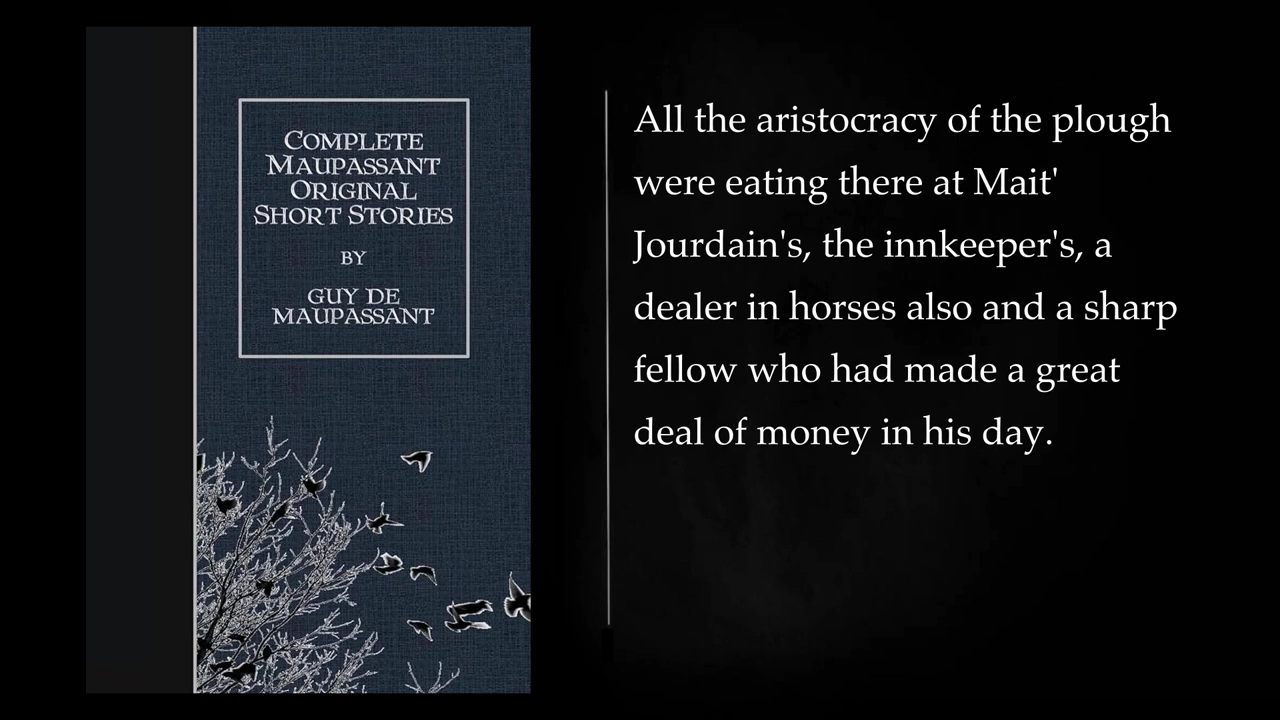 COMPLETE
MAUPASSANT
ORIGINAL
SHORT STORIES
BY
GUY DE
MAUPASSANT
All the aristocracy of the plough
were eating there at Mait'
Jourdain's, the innkeeper's, a
dealer in horses also and a sharp
fellow who had made a great
deal of money in his day.